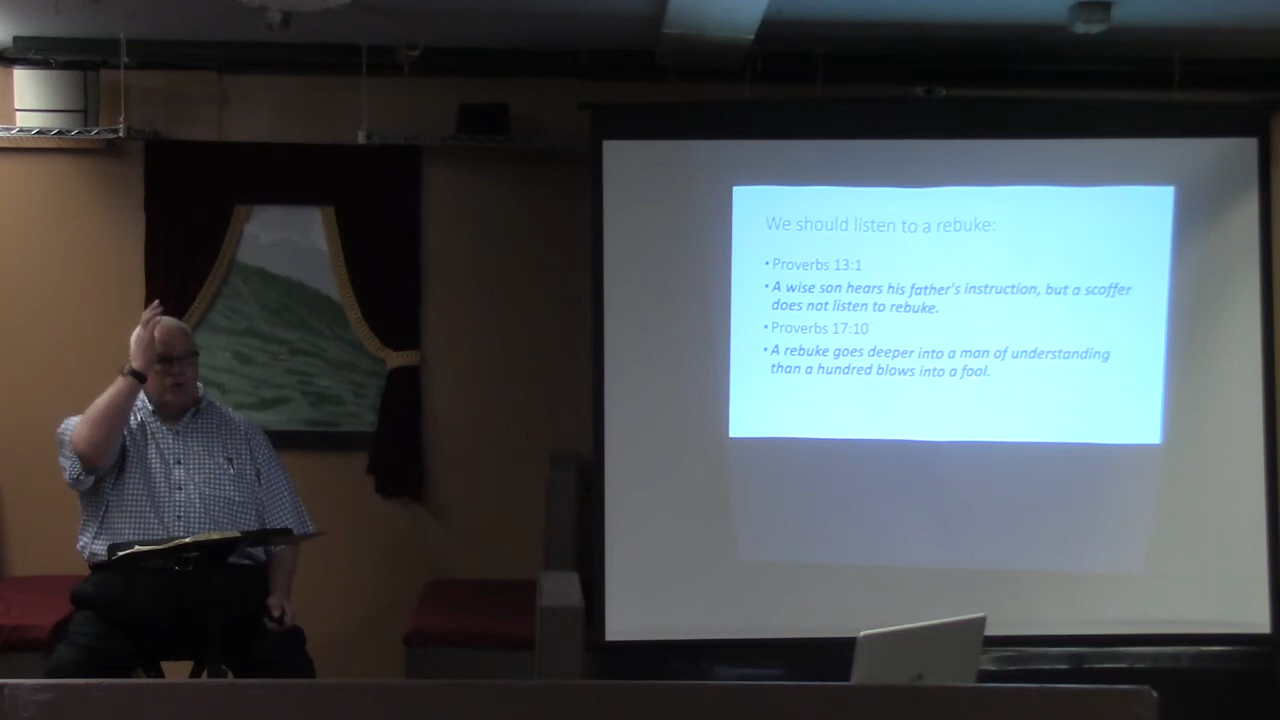 We should listen to a rebuke:
• Proverbs 13:1
• A wise son hears his father's instruction, but a scoffer
does not listen to rebuke.
• Proverbs 17:10
• A rebuke goes deeper into a man of understanding
than a hundred blows into a fool.